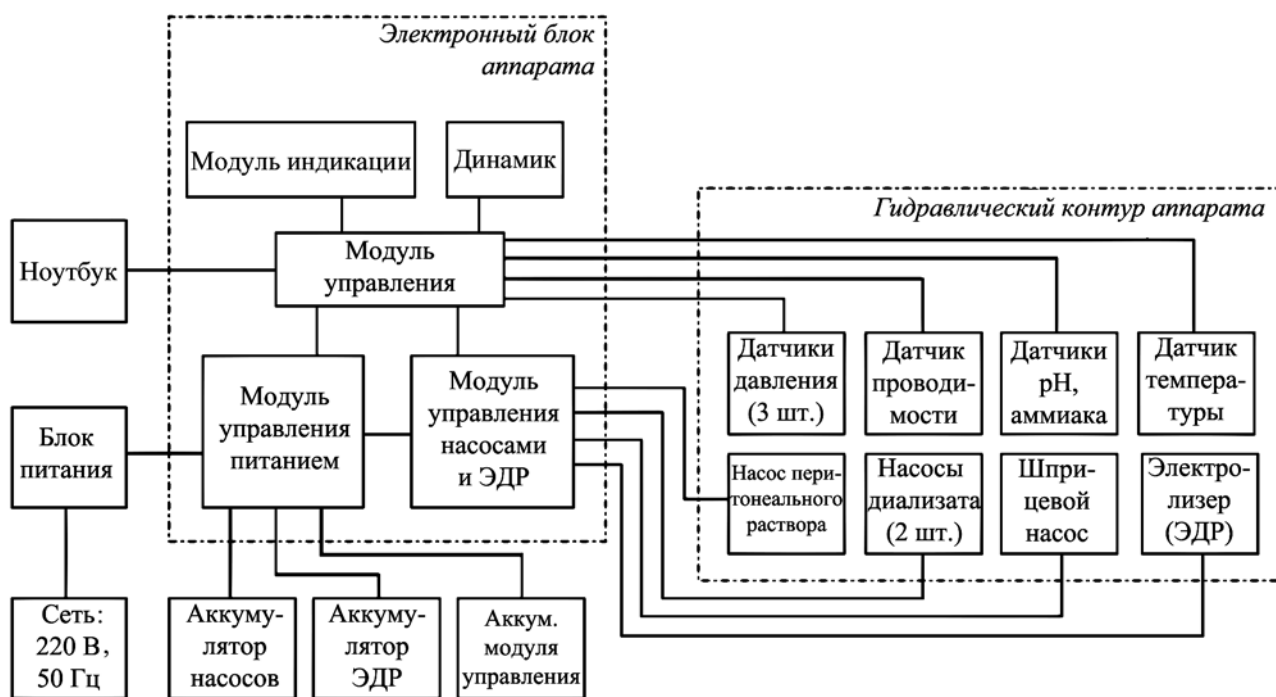 Электронный блок
аппарата
Модуль индикации
Динамик
Гидравлический контур аппарата
Ноутбук
Модуль
управления
Датчики
давления
(3 шт.)
Датчик
проводи-
мости
Датчики
pH,
аммиака
Датчик
темпера-
туры
Блок
питания
Модуль
управления
питанием
Модуль
управления
насосами
и ЭДР
Насос пери-
тонеального
раствора
Насосы
диализата
(2 шт.)
Шпри-
цевой
насос
Электро-
лизер
(ЭДР)
Сеть:
220 В,
50 Гц
Аккуму-
лятор
насосов
Аккуму-
лятор
ЭДР
Аккум.
модуля
управления